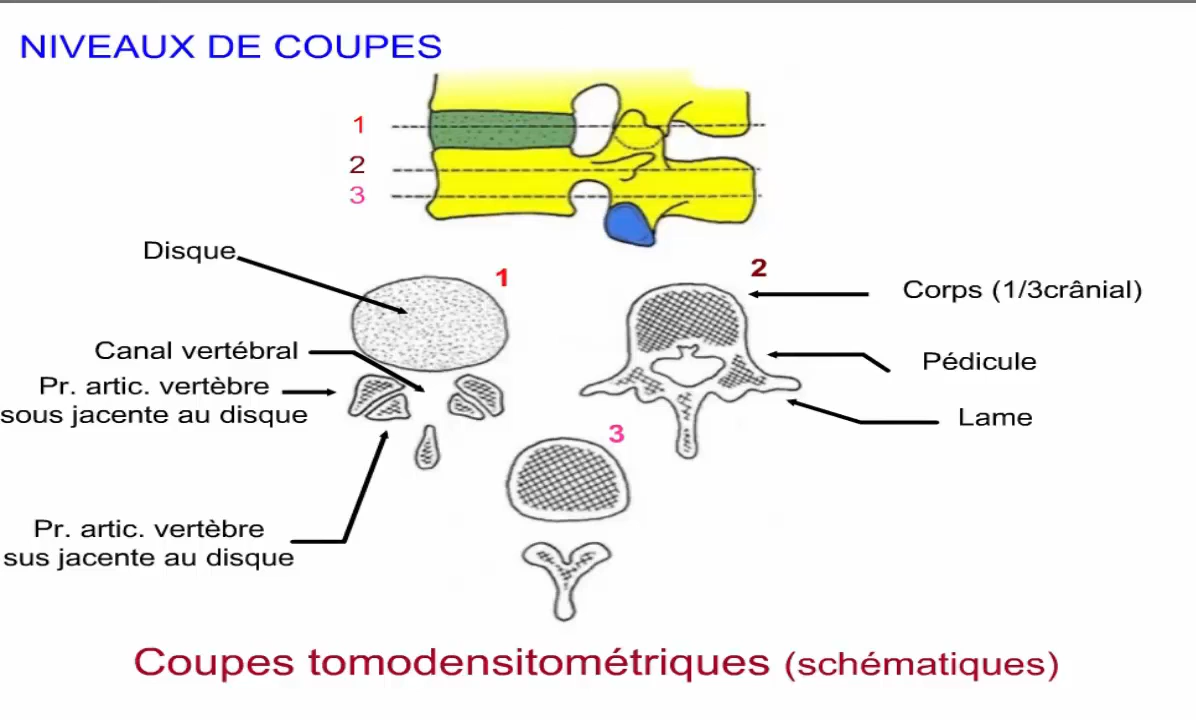 NIVEAUX DE COUPES
1
2
3
Disque
1
2
Corps (1/3crânial)
Canal vertébral
Pédicule
Pr. artic. vertèbre
sous jacente au disque
Lame
3
Pr. artic. vertèbre
sus jacente au disque
Coupes tomodensitométriques (schématiques)